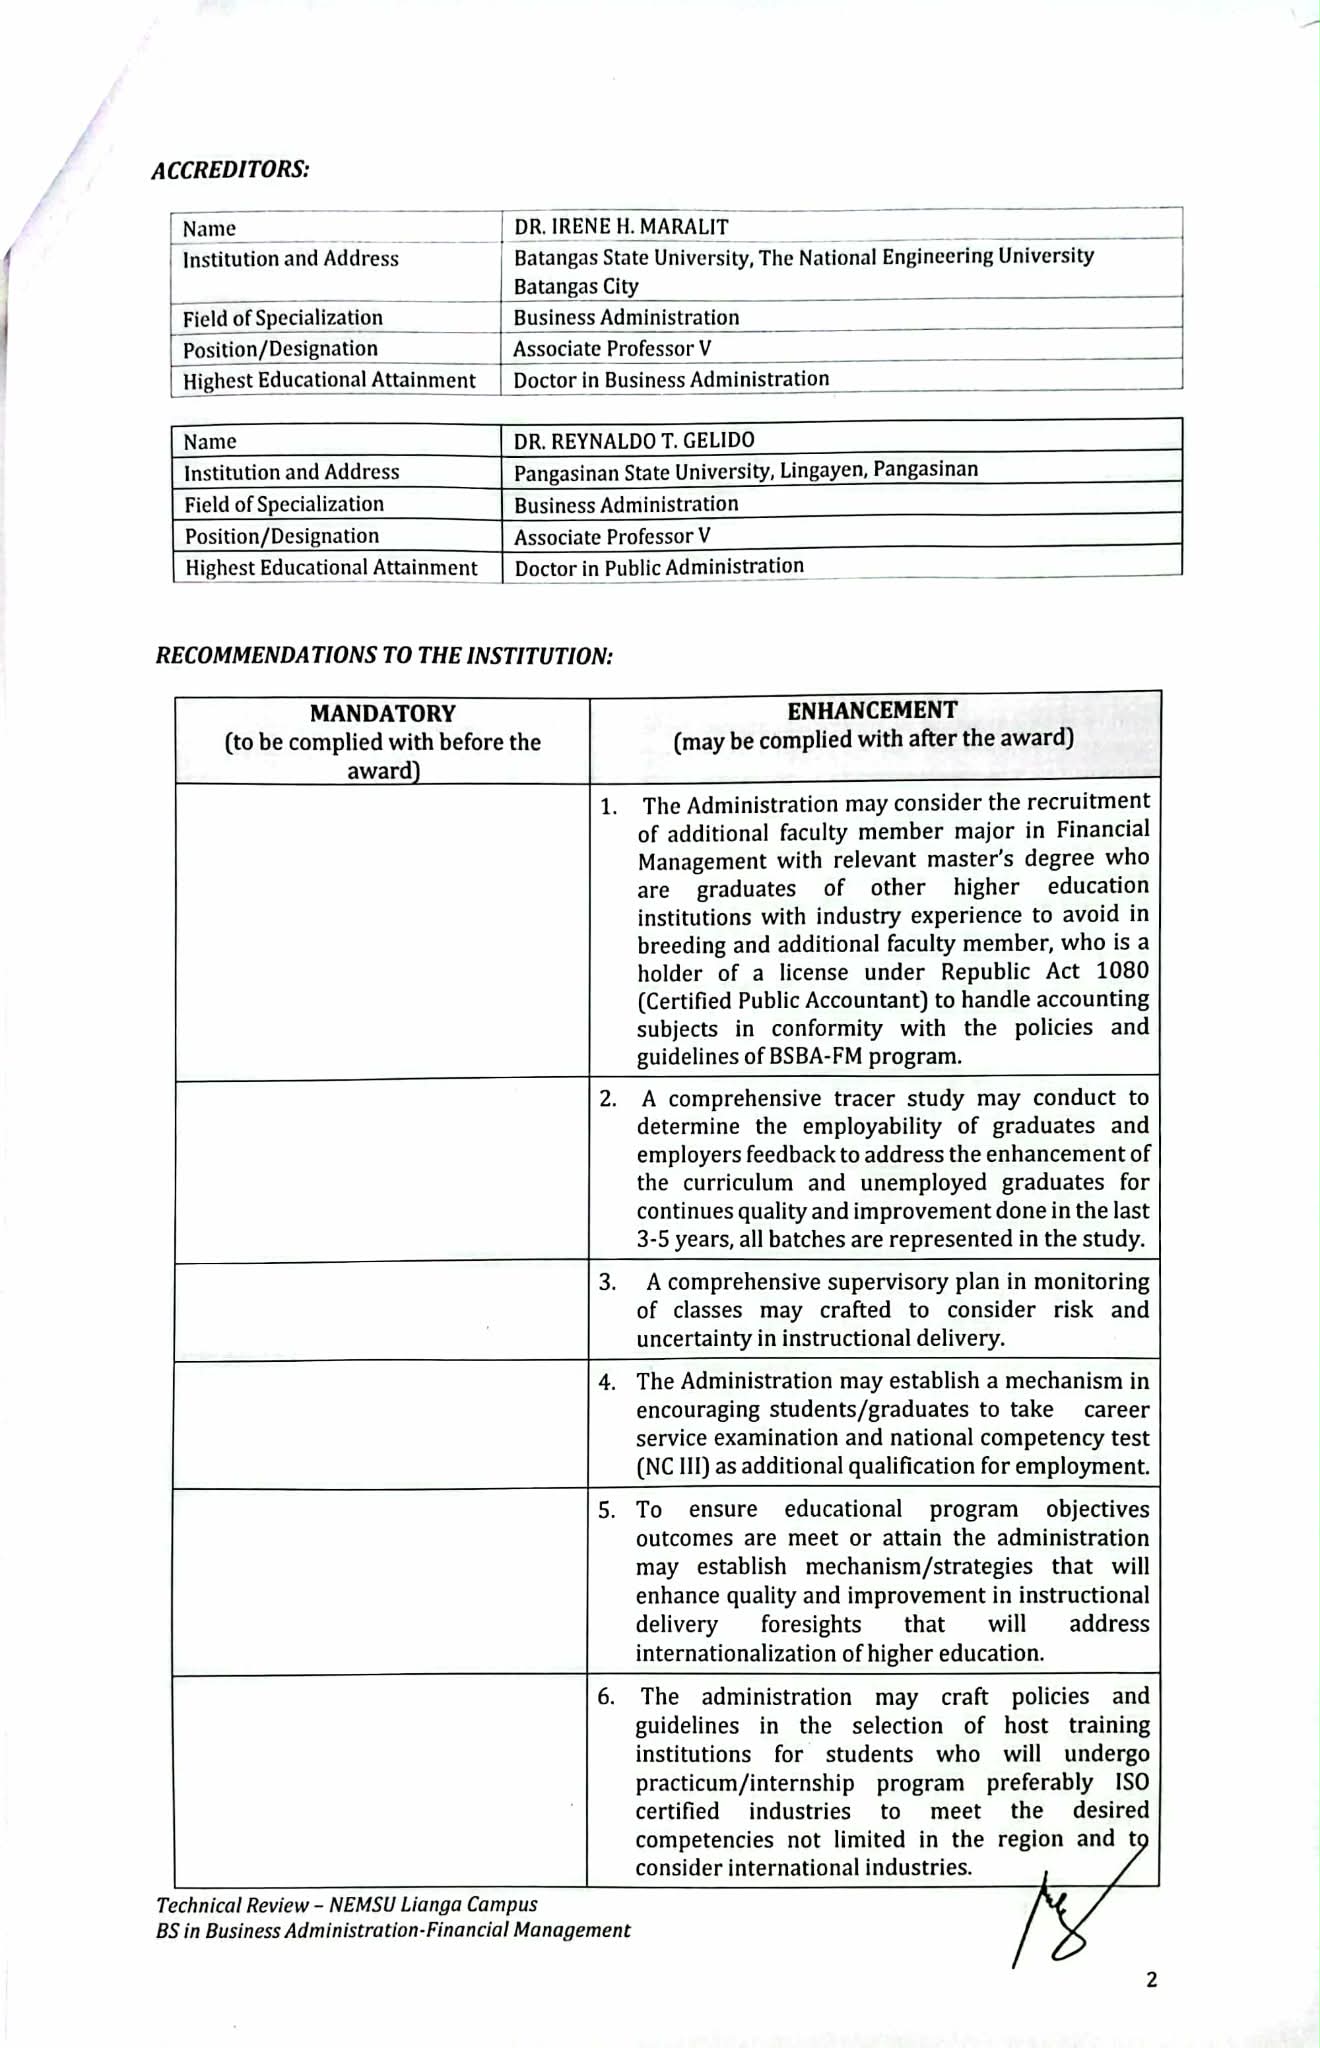 ACCREDITORS:
Name DR. IRENE H. MARALIT
Institution and Address Batangas State University, The National Engineering University
Batangas City
Field of Specialization Business Administration
Position/Designation Associate Professor V
Highest Educational Attainment Doctor in Business Administration
Name DR. REYNALDO T. GELIDO
Institution and Address Pangasinan State University, Lingayen, Pangasinan
Field of Specialization Business Administration
Position/Designation Associate Professor V
Highest Educational Attainment Doctor in Public Administration
RECOMMENDATIONS TO THE INSTITUTION:
MANDATORY
(to be complied with before the
award)
ENHANCEMENT
(may be complied with after the award)
1. The Administration may consider the recruitment
of additional faculty member major in Financial
Management with relevant master's degree who
are graduates of other higher education
institutions with industry experience to avoid in
breeding and additional faculty member, who is a
holder of a license under Republic Act 1080
(Certified Public Accountant) to handle accounting
subjects in conformity with the policies and
guidelines of BSBA-FM program.
2. A comprehensive tracer study may conduct to
determine the employability of graduates and
employers feedback to address the enhancement of
the curriculum and unemployed graduates for
continues quality and improvement done in the last
3-5 years, all batches are represented in the study.
3. A comprehensive supervisory plan in monitoring
of classes may crafted to consider risk and
uncertainty in instructional delivery.
4. The Administration may establish a mechanism in
encouraging students/graduates to take career
service examination and national competency test
(NC III) as additional qualification for employment.
5. To ensure educational program objectives
outcomes are meet or attain the administration
may establish mechanism/strategies that will
enhance quality and improvement in instructional
delivery foresights that will address
internationalization of higher education.
6. The administration may craft policies and
guidelines in the selection of host training
institutions for students who will undergo
practicum/internship program preferably ISO
certified industries to meet the desired
competencies not limited in the region and to
consider international industries.
Technical Review – NEMSU Lianga Campus
BS in Business Administration-Financial Management
2